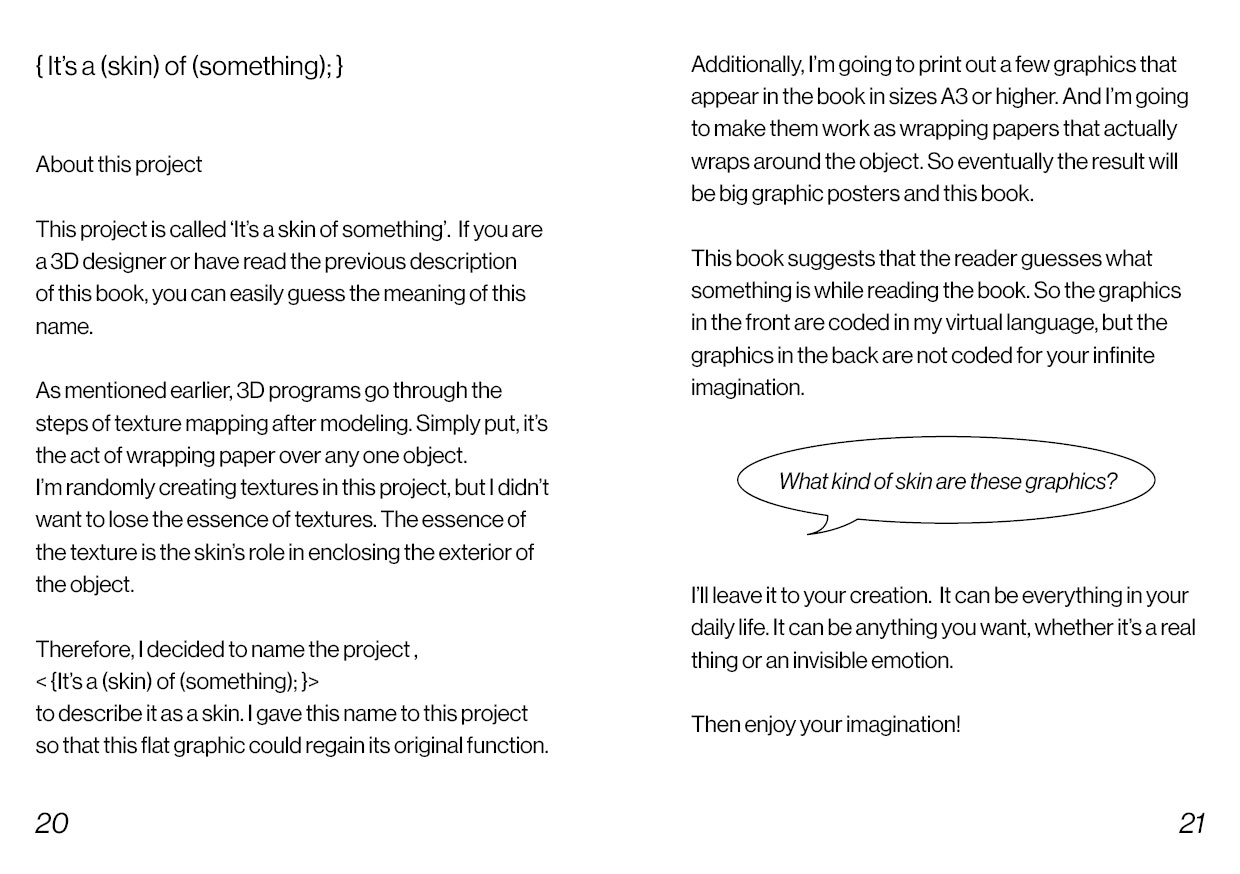 { It's a (skin) of (something); }
About this project
This project is called ‘It's a skin of something’.  If you are
a 3D designer or have read the previous description
of this book, you can easily guess the meaning of this
name.
As mentioned earlier, 3D programs go through the
steps of texture mapping after modeling. Simply put, it's
the act of wrapping paper over any one object.
I'm randomly creating textures in this project, but I didn't
want to lose the essence of textures. The essence of
the texture is the skin's role in enclosing the exterior of
the object.
Therefore, I decided to name the project ,
< {It's a (skin) of (something); }>
to describe it as a skin. I gave this name to this project
so that this flat graphic could regain its original function.
20
Additionally, I'm going to print out a few graphics that
appear in the book in sizes A3 or higher. And I'm going
to make them work as wrapping papers that actually
wraps around the object. So eventually the result will
be big graphic posters and this book.
This book suggests that the reader guesses what
something is while reading the book. So the graphics
in the front are coded in my virtual language, but the
graphics in the back are not coded for your infinite
imagination.
What kind of skin are these graphics?
I'll leave it to your creation.  It can be everything in your
daily life. It can be anything you want, whether it's a real
thing or an invisible emotion.
Then enjoy your imagination!
21